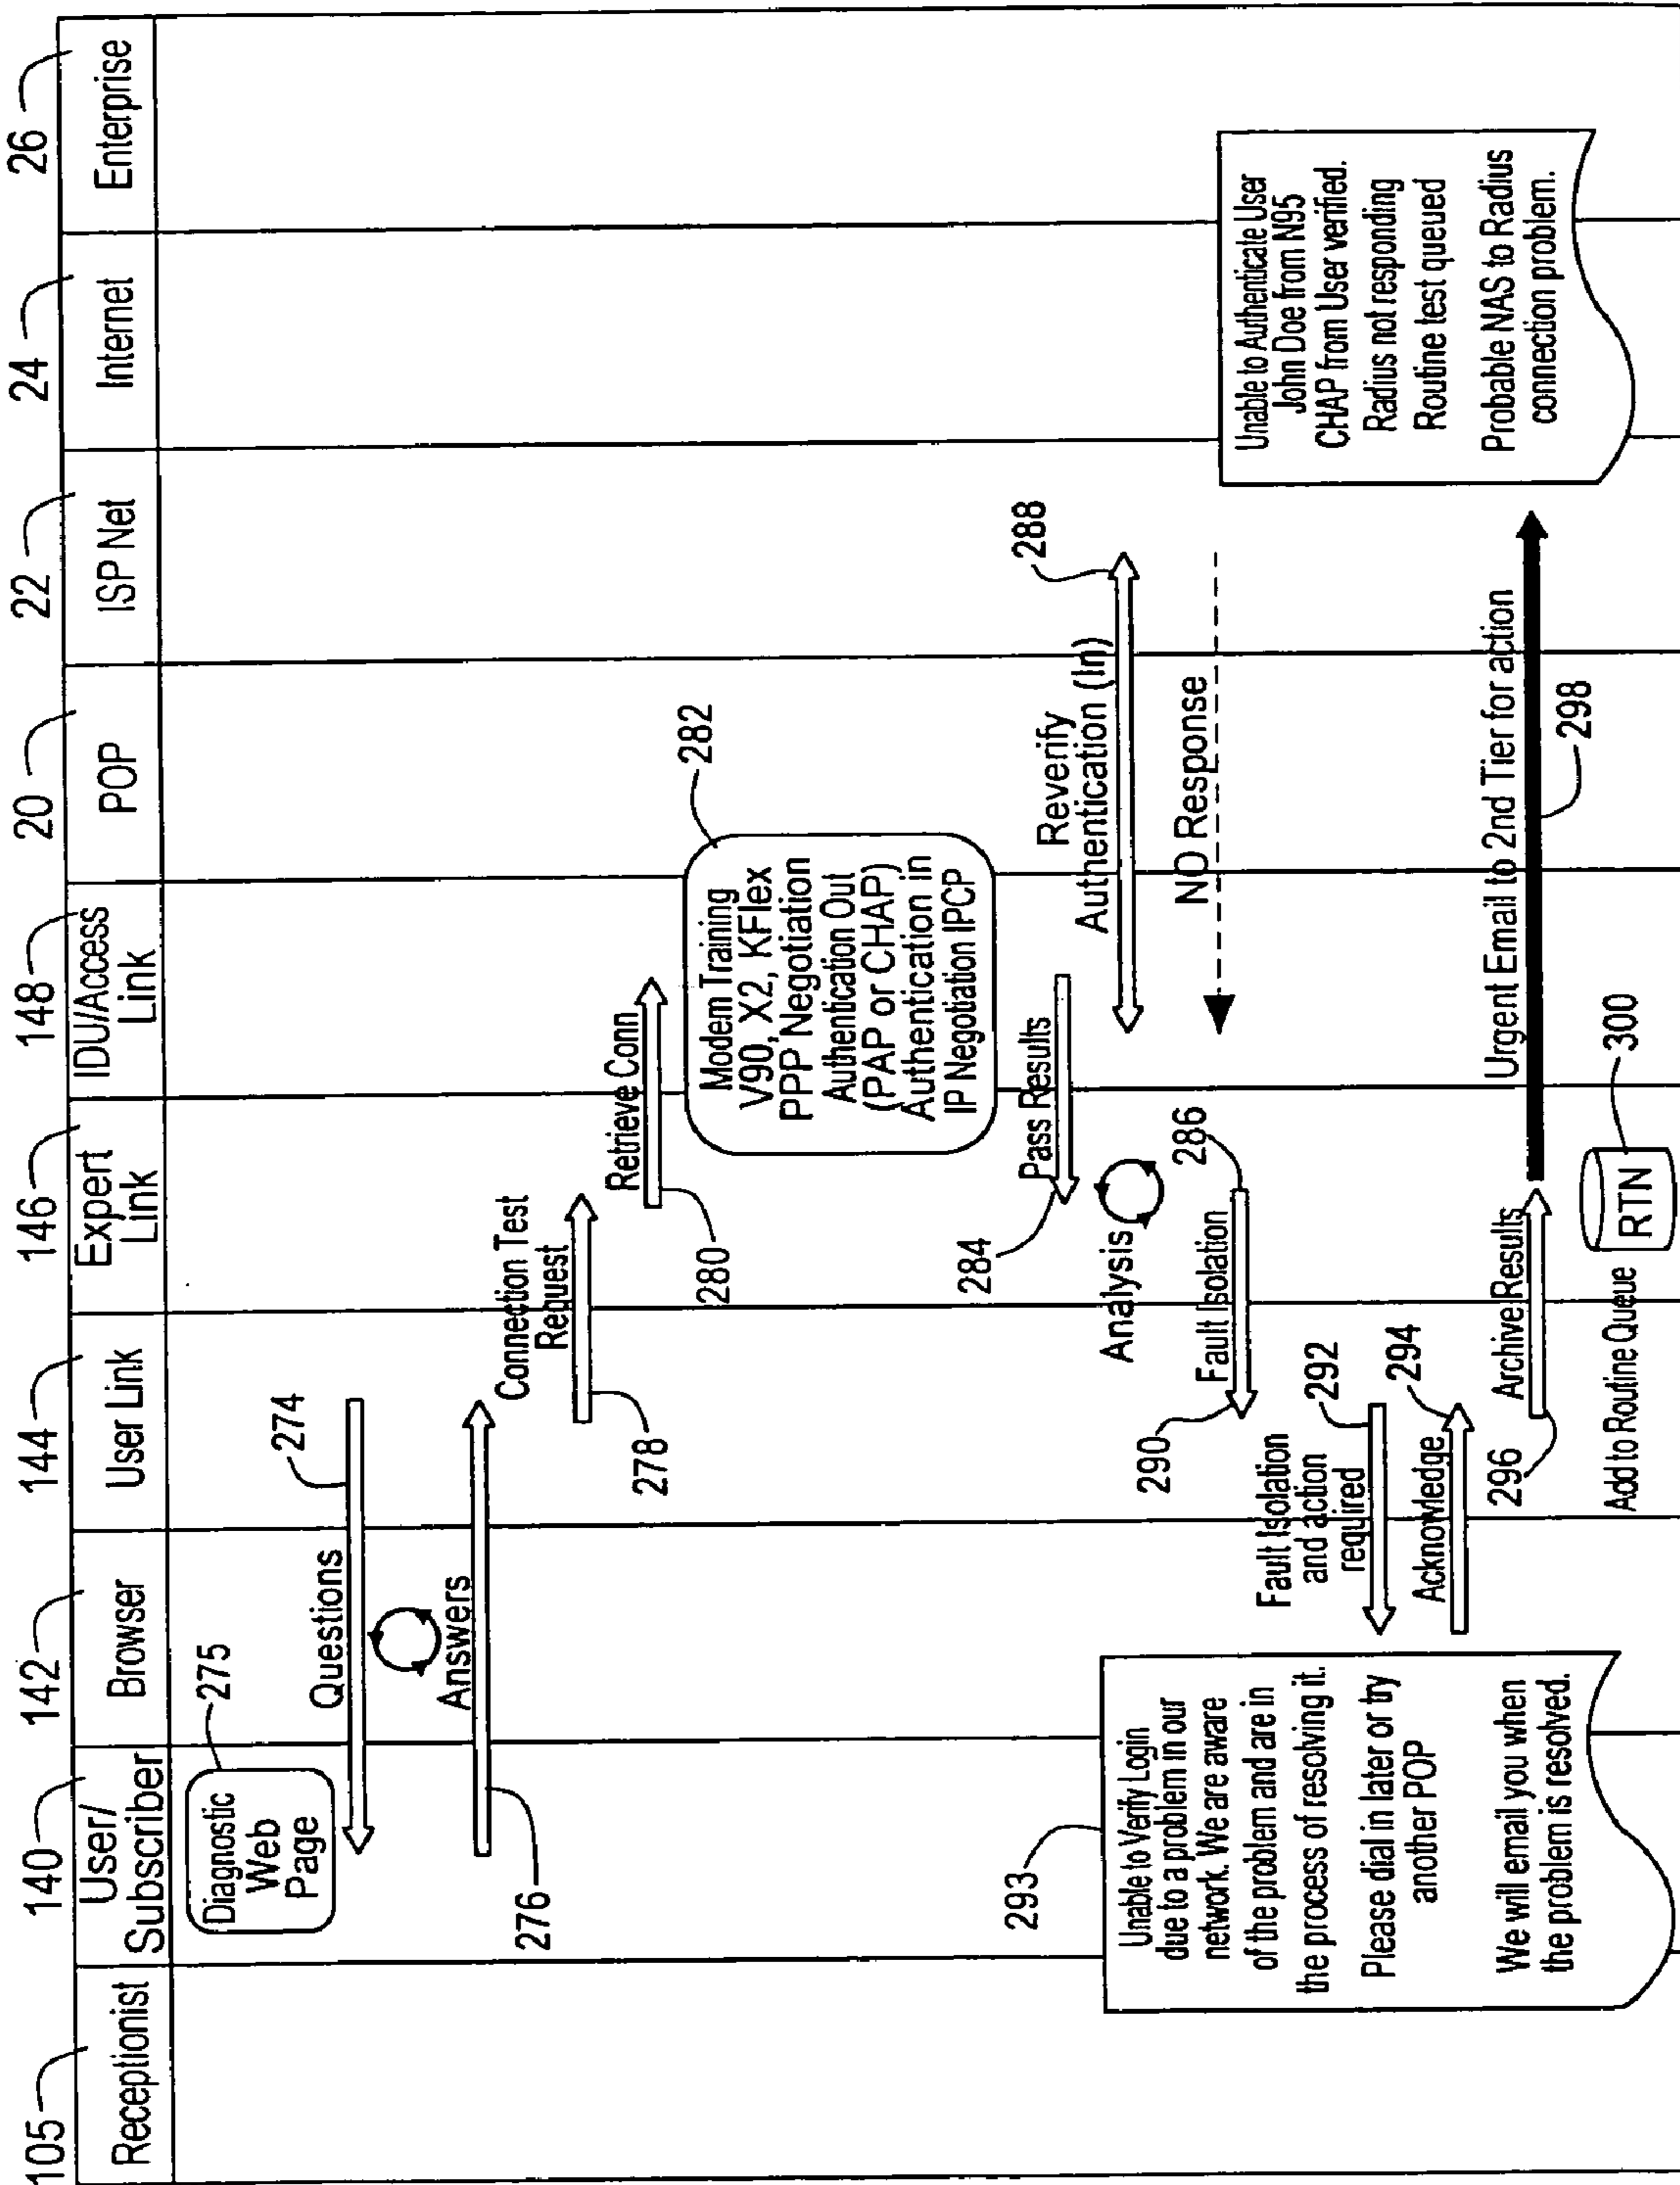 105
140
142
144
146
148
20
22
24
26
Receptionist
User/
Subscriber
Browser
User Link
Expert
Link
IDU/Access
Link
POP
ISP Net
Internet
Enterprise
Diagnostic
Web
Page
275
Questions
274
Answers
276
Connection Test
Request
278
Retrieve Conn
280
Modem Training
V90, X2, KFlex
PPP Negotiation
Authentication Out
(PAP or CHAP)
Authentication in
IP Negotiation IPCP
282
Pass Results
284
Reverify
Authentication (In)
288
Analysis
NO Response
286
Fault Isolation
290
293
Unable to Verify Login
due to a problem in our
network. We are aware
of the problem and are in
the process of resolving it.
Please dial in later or try
another POP
We will email you when
the problem is resolved.
Fault Isolation
and action
required
292
Acknowledge
294
Archive Results
296
Urgent Email to 2nd Tier for action
298
Unable to Authenticate User
John Doe from N95
CHAP from User verified.
Radius not responding
Routine test queued
Probable NAS to Radius
connection problem.
Add to Routine Queue
RTN
300